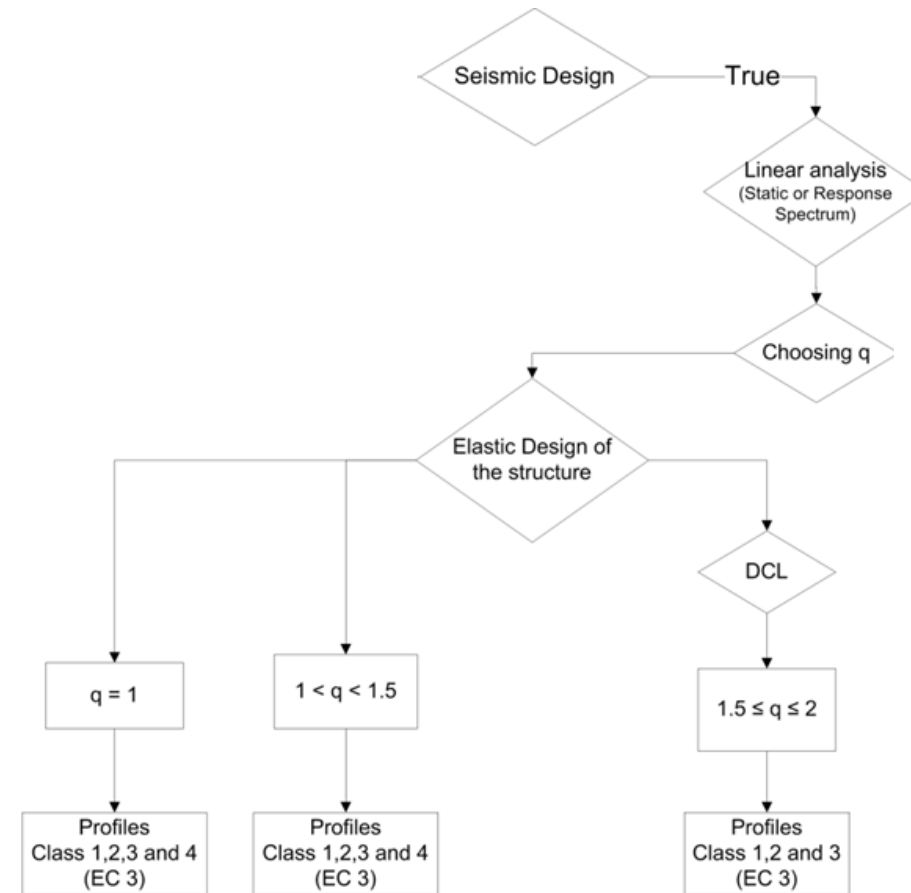 Seismic Design
True
Linear analysis
(Static or Response
Spectrum)
Choosing q
Elastic Design of
the structure
DCL
q = 1
1 < q < 1.5
1.5 ≤ q ≤ 2
Profiles
Class 1,2,3 and 4
(EC 3)
Profiles
Class 1,2,3 and 4
(EC 3)
Profiles
Class 1,2 and 3
(EC 3)